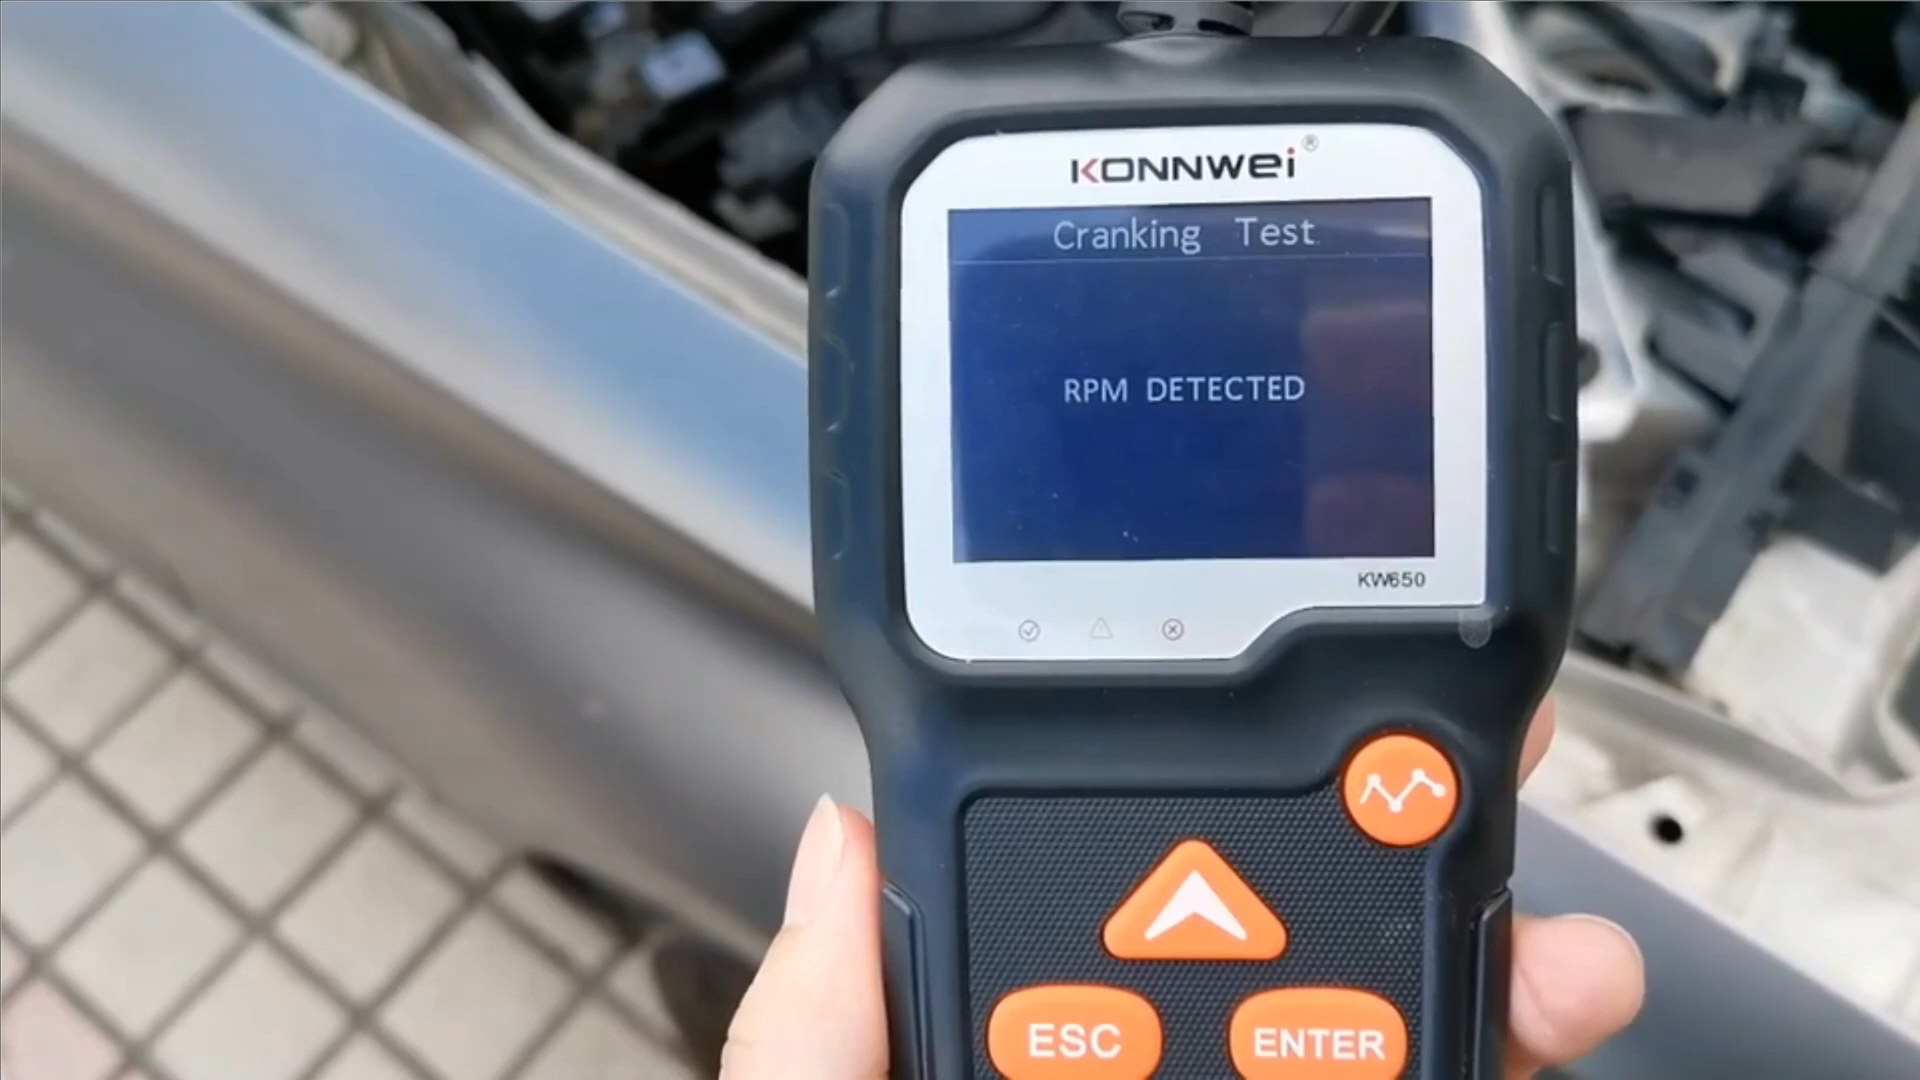 KONNWEI®
Cranking Test
RPM DETECTED
KW650
ESC
ENTER